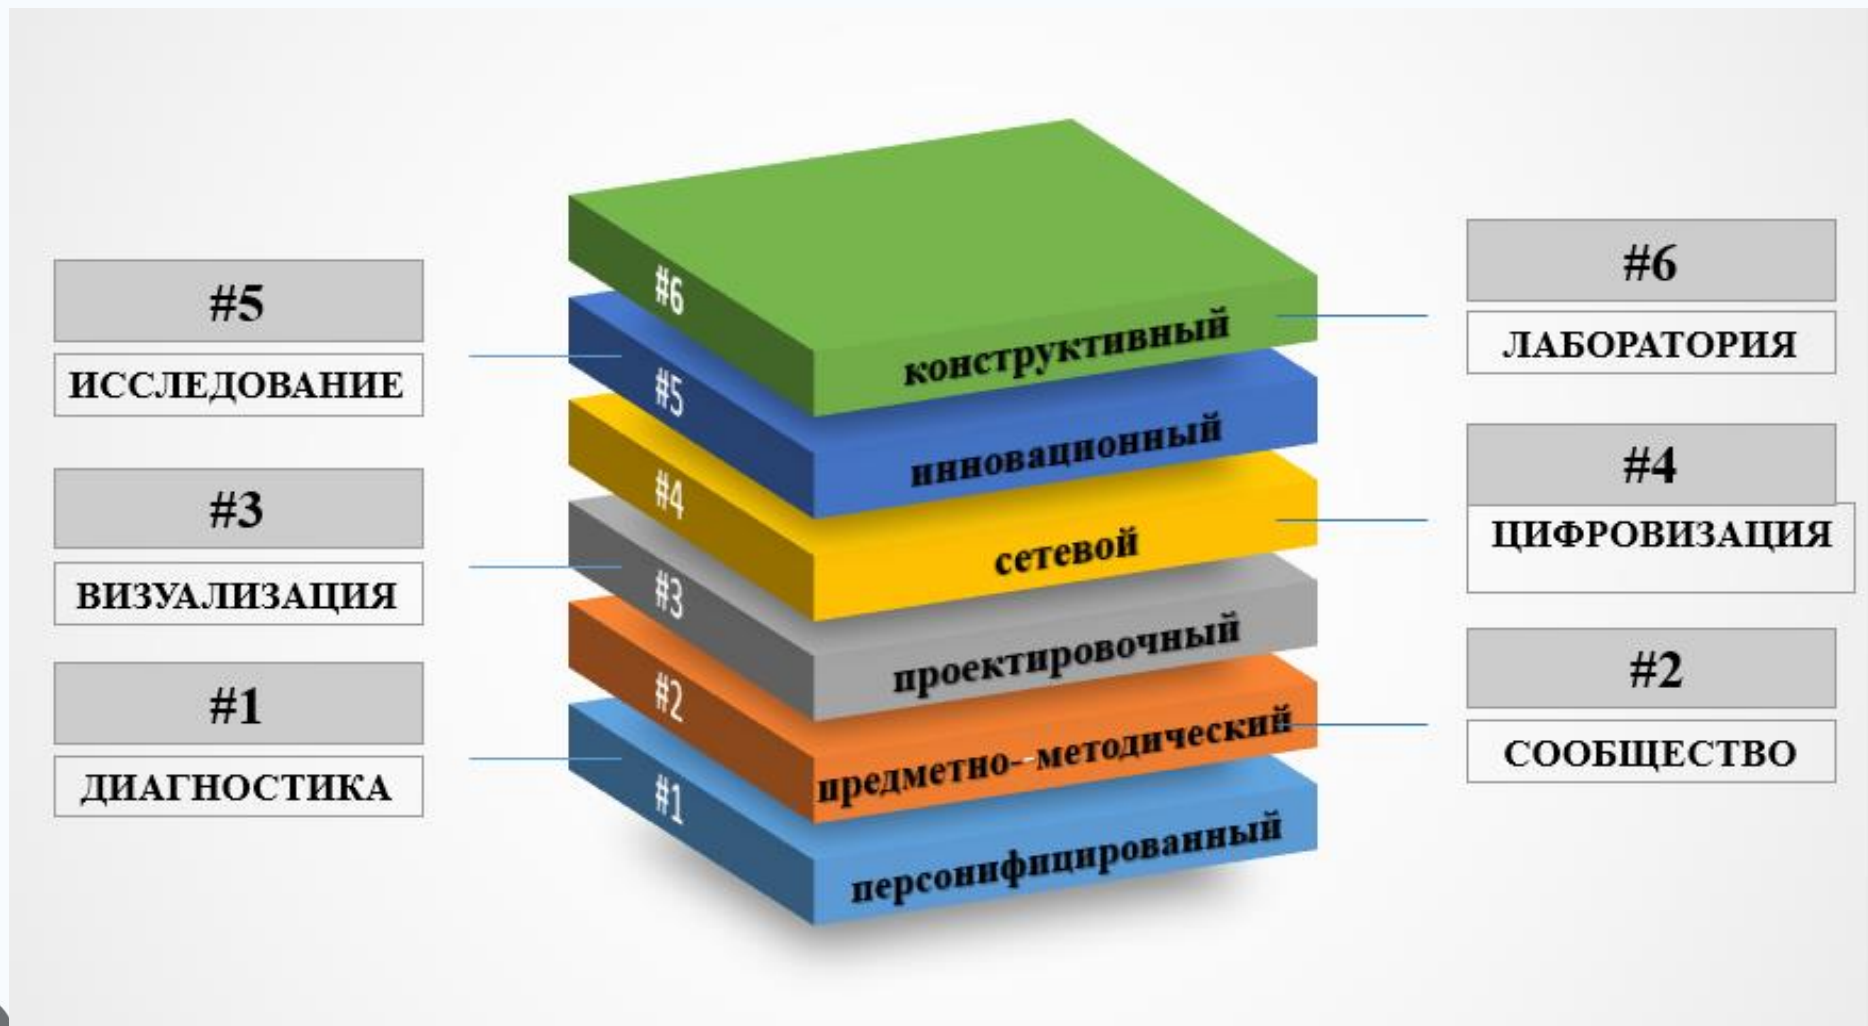 #5
ИССЛЕДОВАНИЕ
#3
ВИЗУАЛИЗАЦИЯ
#1
ДИАГНОСТИКА
#6
конструктивный
#5
инновационный
#4
сетевой
#3
проектировочный
#2
предметно--методический
#1
персонифицированный
#6
ЛАБОРАТОРИЯ
#4
ЦИФРОВИЗАЦИЯ
#2
СООБЩЕСТВО